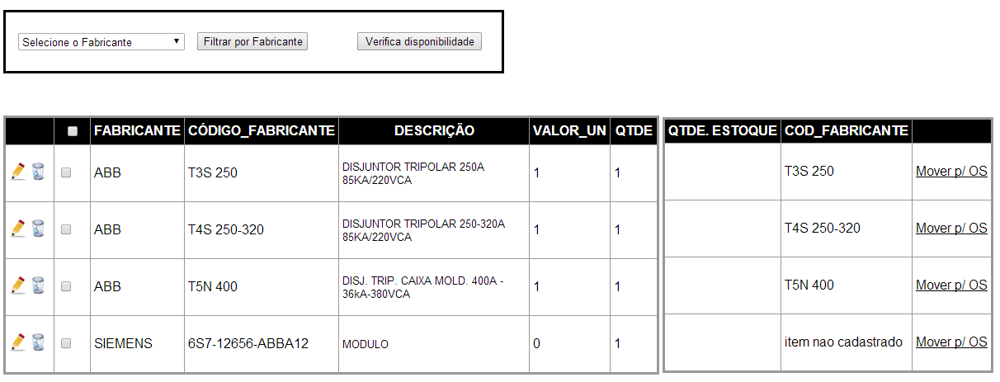 Selecione o Fabricante Filtrar por Fabricante Verifica disponibilidade
FABRICANTE CÓDIGO_FABRICANTE DESCRIÇÃO VALOR_UN QTDE QTDE. ESTOQUE COD_FABRICANTE
ABB T3S 250 DISJUNTOR TRIPOLAR 250A 1 1 T3S 250 Mover p/ OS
85KA/220VCA
ABB T4S 250-320 DISJUNTOR TRIPOLAR 250-320A 1 1 T4S 250-320 Mover p/ OS
85KA/220VCA
ABB T5N 400 DISJ. TRIP. CAIXA MOLD. 400A - 1 1 T5N 400 Mover p/ OS
36kA-380VCA
SIEMENS 6S7-12656-ABBA12 MODULO 0 1 item nao cadastrado Mover p/ OS